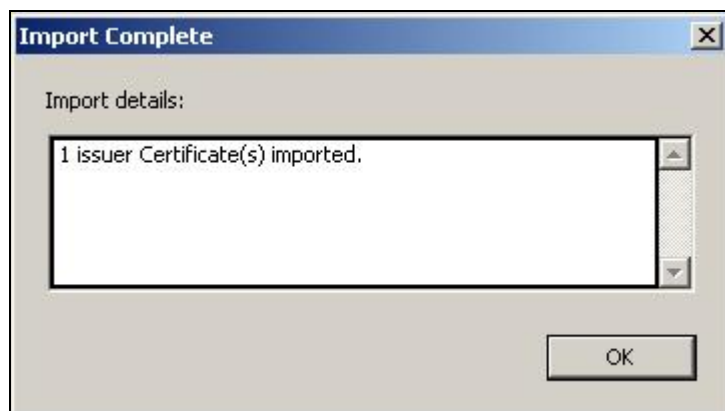 Import Complete
Import details:
1 issuer Certificate(s) imported.
OK